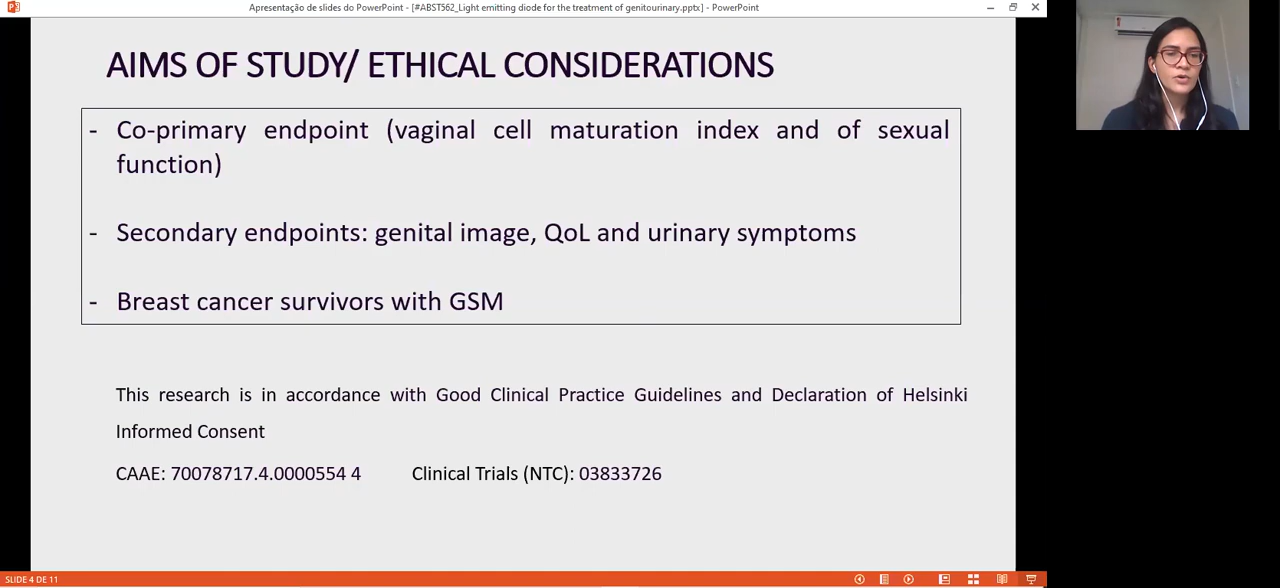 Apresentação de slides do PowerPoint - [#ABST562_Light emitting diode for the treatment of genitourinary.pptx] - PowerPoint
AIMS OF STUDY/ ETHICAL CONSIDERATIONS
- Co-primary endpoint (vaginal cell maturation index and of sexual
function)
- Secondary endpoints: genital image, QoL and urinary symptoms
- Breast cancer survivors with GSM
This research is in accordance with Good Clinical Practice Guidelines and Declaration of Helsinki
Informed Consent
CAAE: 70078717.4.0000554 4 Clinical Trials (NTC): 03833726
SLIDE 4 DE 11